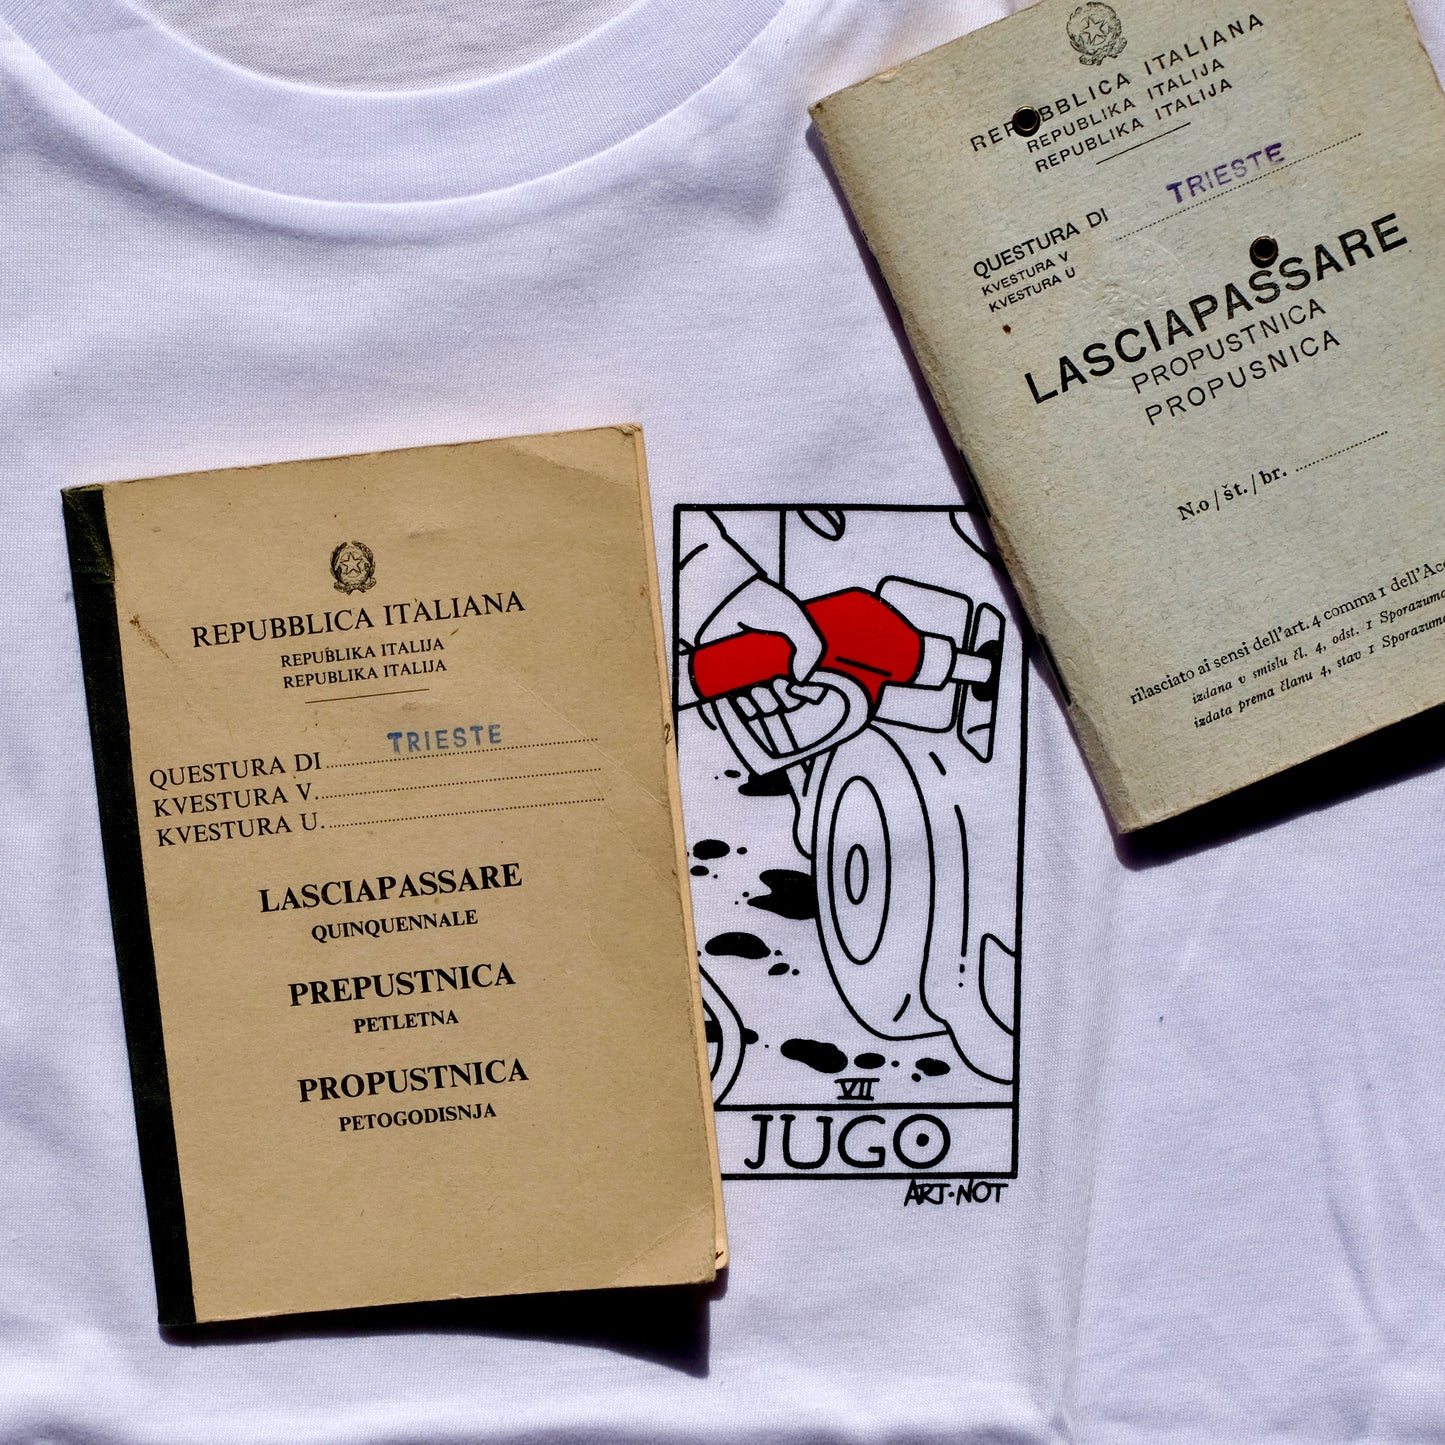 REPUBBLICA ITALIANA
REPUBLIKA ITALIJA
REPUBLIKA ITALIJA
QUESTURA DI TRIESTE
KVESTURA V.
KVESTURA U.
LASCIAPASSARE
QUINQUENNALE
PREPUSTNICA
PETLETNA
PROPUSTNICA
PETOGODISNJA
REPUBBLICA ITALIANA
REPUBLIKA ITALIJA
REPUBLIKA ITALIJA
QUESTURA DI TRIESTE
KVESTURA V
KVESTURA U
LASCIAPASSARE
PROPUSTNICA
PROPUSNICA
N.o/št./br.
rilasciato ai sensi dell'art. 4 comma 1 dell'Acc
izdana v smislu čl. 4, odst. 1 Sporazuma
izdata prema članu 4, stav 1 Sporazuma
VII
JUGO
ART·NOT